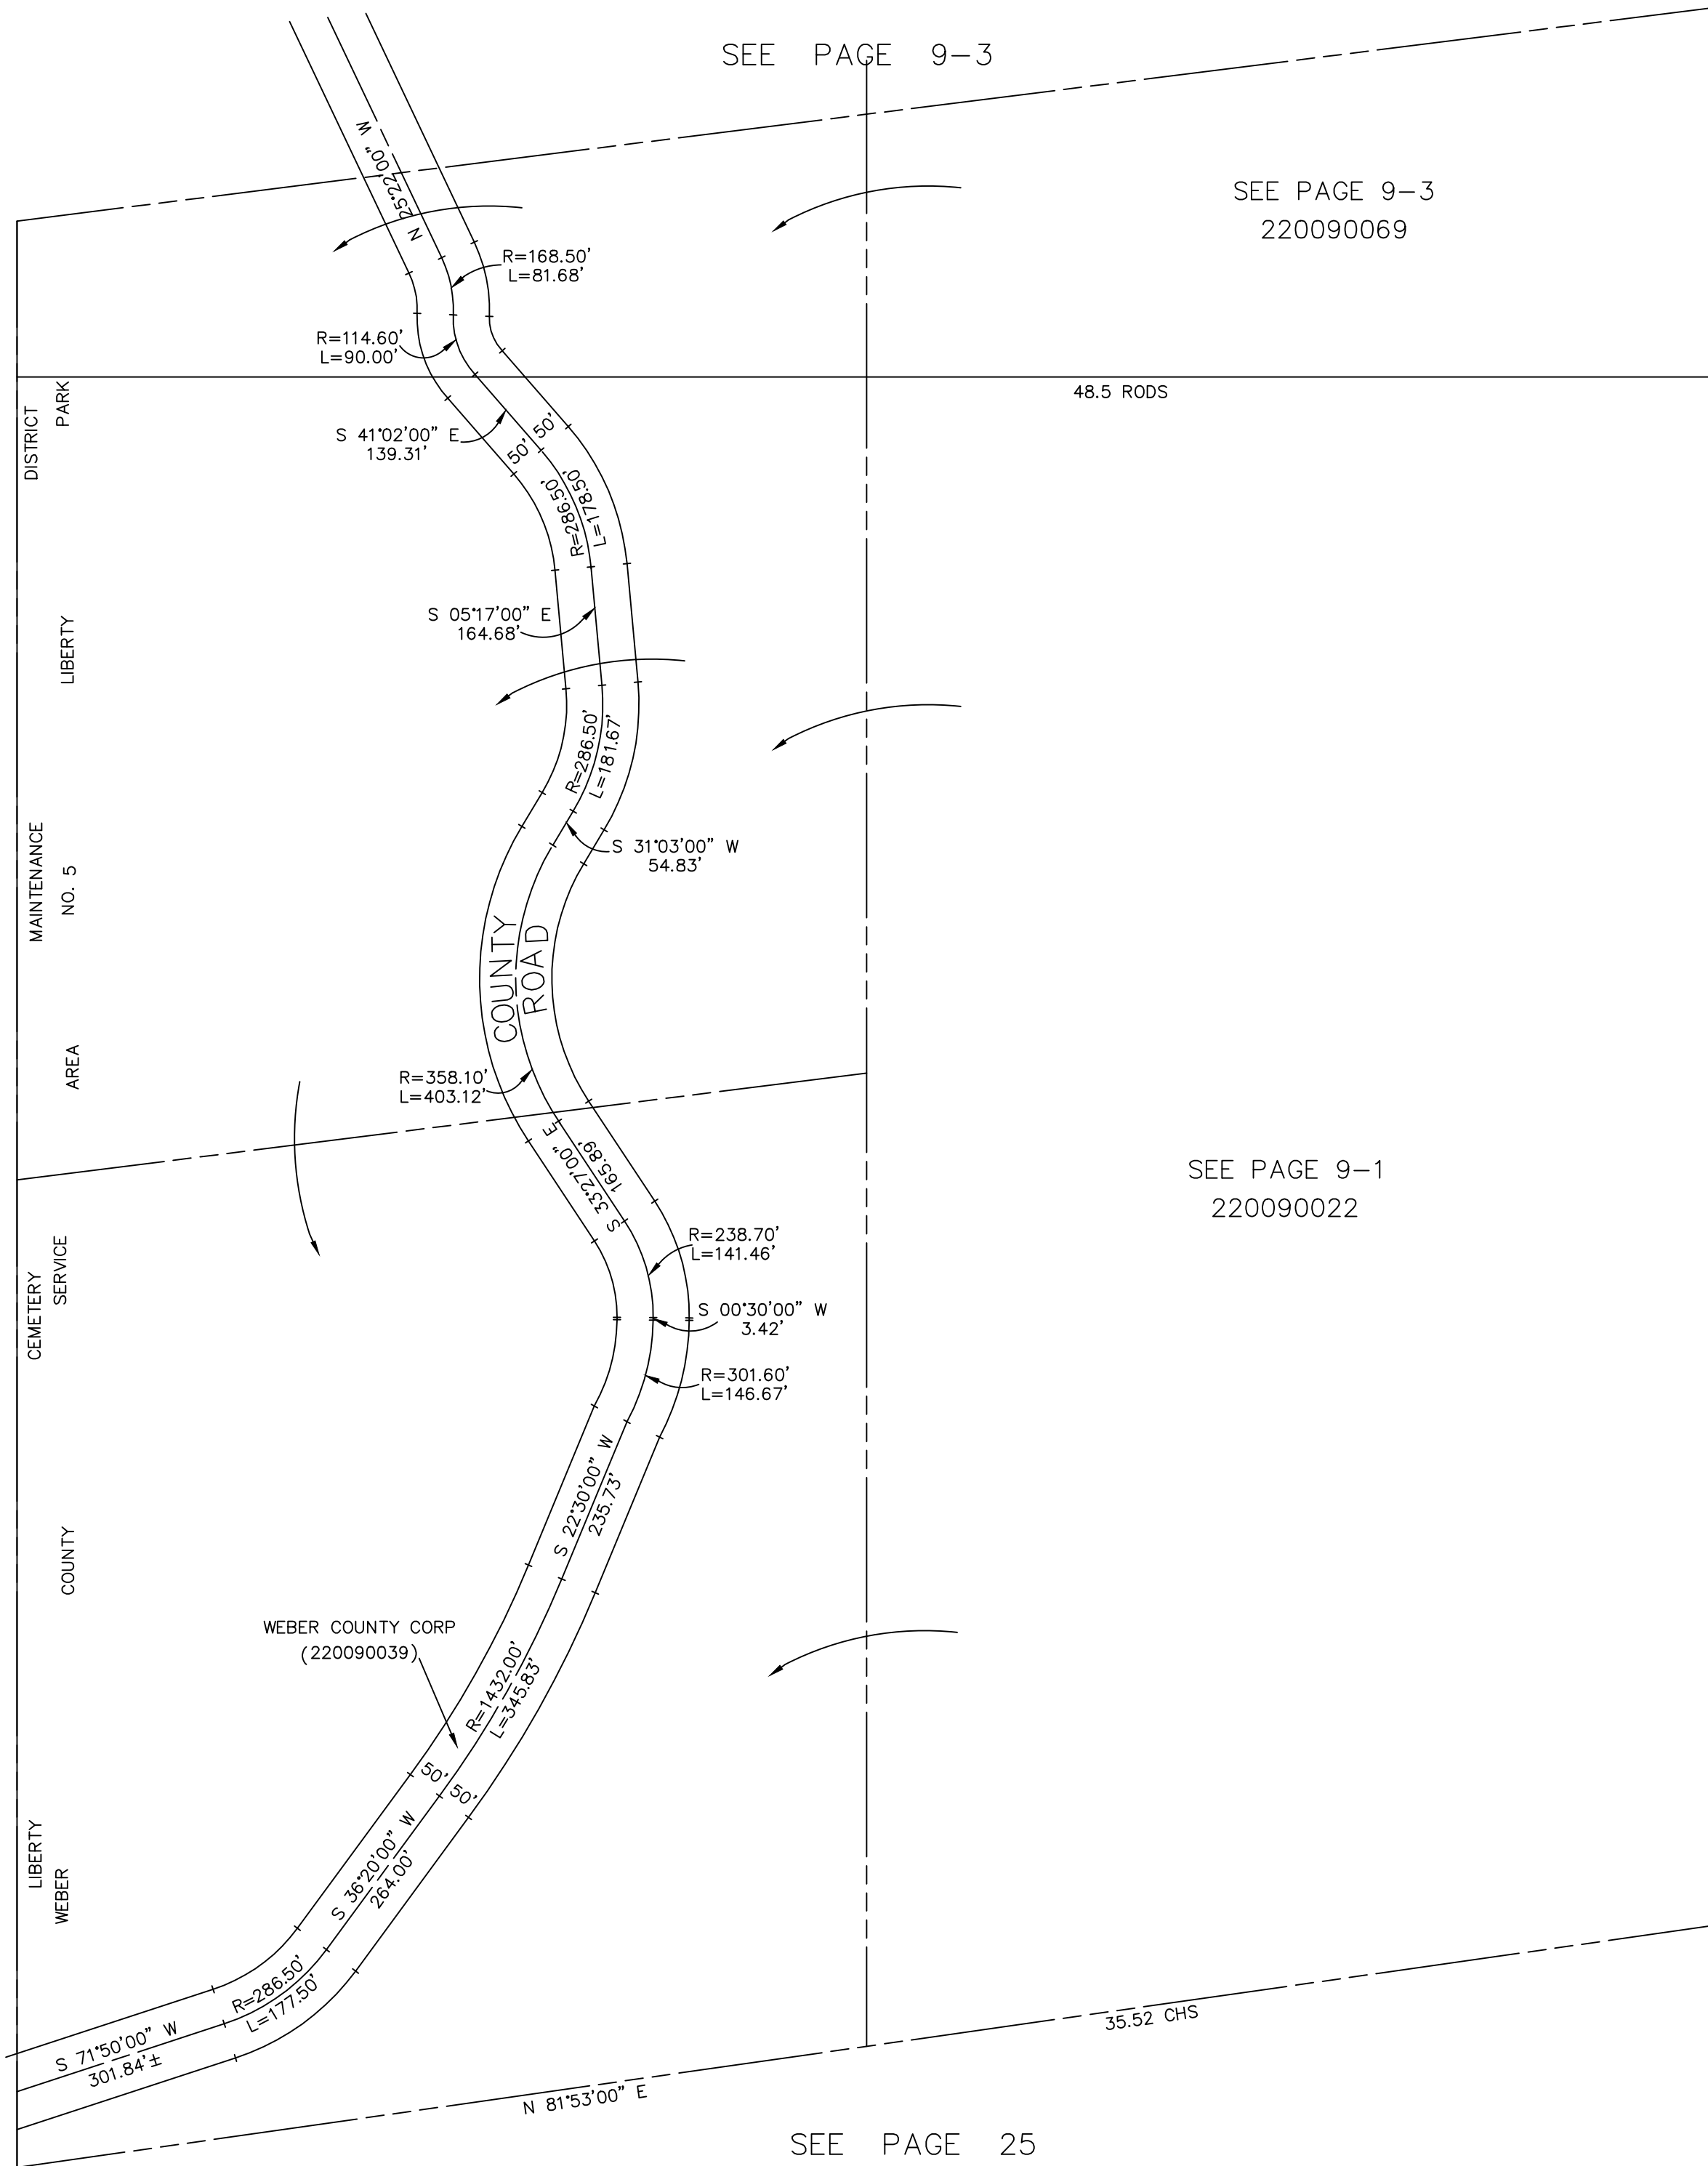 SEE PAGE 9-3
N 25°22'00" W
SEE PAGE 9-3
220090069
R=168.50'
L=81.68'
R=114.60'
L=90.00'
48.5 RODS
S 41°02'00" E
139.31'
50'
50'
R=286.50'
L=178.50'
S 05°17'00" E
164.68'
R=286.50'
L=181.67'
S 31°03'00" W
54.83'
COUNTY
ROAD
R=358.10'
L=403.12'
S 33°27'00" E
165.89'
SEE PAGE 9-1
220090022
R=238.70'
L=141.46'
S 00°30'00" W
3.42'
R=301.60'
L=146.67'
S 22°30'00" W
235.73'
WEBER COUNTY CORP
(220090039)
R=1432.00'
L=345.83'
50'
50'
S 36°20'00" W
264.00'
R=286.50'
L=177.50'
S 71°50'00" W
301.84'±
35.52 CHS
N 81°53'00" E
SEE PAGE 25
LIBERTY CEMETERY MAINTENANCE DISTRICT
WEBER COUNTY SERVICE AREA NO. 5 LIBERTY PARK